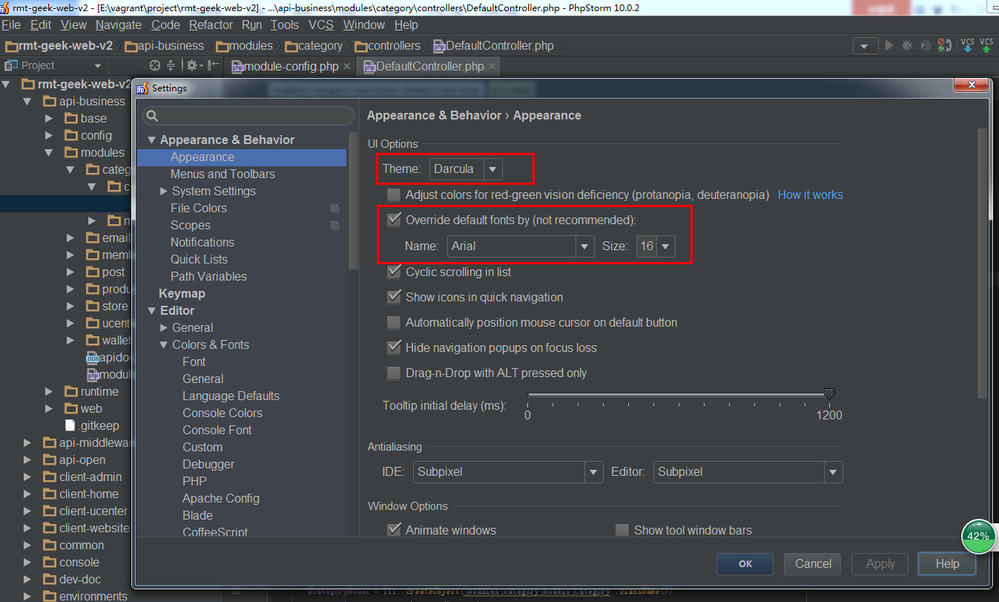 rmt-geek-web-v2 - [E:\vagrant\project\rmt-geek-web-v2] - ...\api-business\modules\category\controllers\DefaultController.php - PhpStorm 10.0.2
File Edit View Navigate Code Refactor Run Tools VCS Window Help
rmt-geek-web-v2 api-business modules category controllers DefaultController.php VCS VCS
Project module-config.php DefaultController.php
rmt-geek-web-v2
api-business
base
config
modules
categ
c
m
email
memb
post
produ
store
ucent
wallet
apido
modul
runtime
web
.gitkeep
api-middlewar
api-open
client-admin
client-home
client-ucenter
client-website
common
console
dev-doc
environments
Settings
Appearance & Behavior
Appearance
Menus and Toolbars
System Settings
File Colors
Scopes
Notifications
Quick Lists
Path Variables
Keymap
Editor
General
Colors & Fonts
Font
General
Language Defaults
Console Colors
Console Font
Custom
Debugger
PHP
Apache Config
Blade
CoffeeScript
Appearance & Behavior › Appearance
UI Options
Theme: Darcula
Adjust colors for red-green vision deficiency (protanopia, deuteranopia) How it works
Override default fonts by (not recommended):
Name: Arial Size: 16
Cyclic scrolling in list
Show icons in quick navigation
Automatically position mouse cursor on default button
Hide navigation popups on focus loss
Drag-n-Drop with ALT pressed only
Tooltip initial delay (ms):
0 1200
Antialiasing
IDE: Subpixel Editor: Subpixel
Window Options
Animate windows Show tool window bars
42%
OK Cancel Apply Help